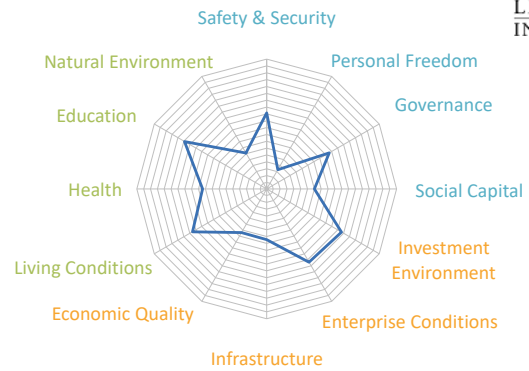 Safety & Security
Natural Environment
Personal Freedom
Education
Governance
Health
Social Capital
Investment
Environment
Living Conditions
Economic Quality
Enterprise Conditions
Infrastructure